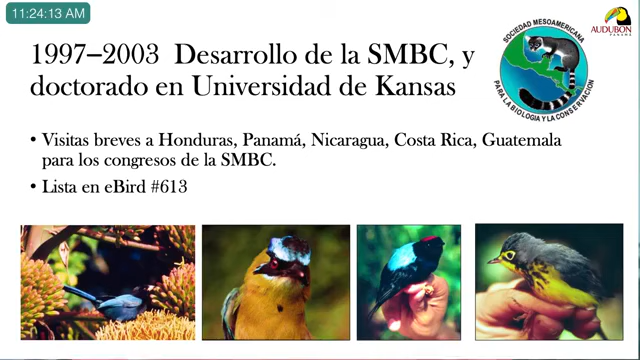 11:24:13 AM
SOCIEDAD MESOAMERICANA
PARA LA BIOLOGIA Y LA CONSERVACION
AUDUBON
PANAMÁ
1997–2003 Desarrollo de la SMBC, y
doctorado en Universidad de Kansas
• Visitas breves a Honduras, Panamá, Nicaragua, Costa Rica, Guatemala
para los congresos de la SMBC.
• Lista en eBird #613